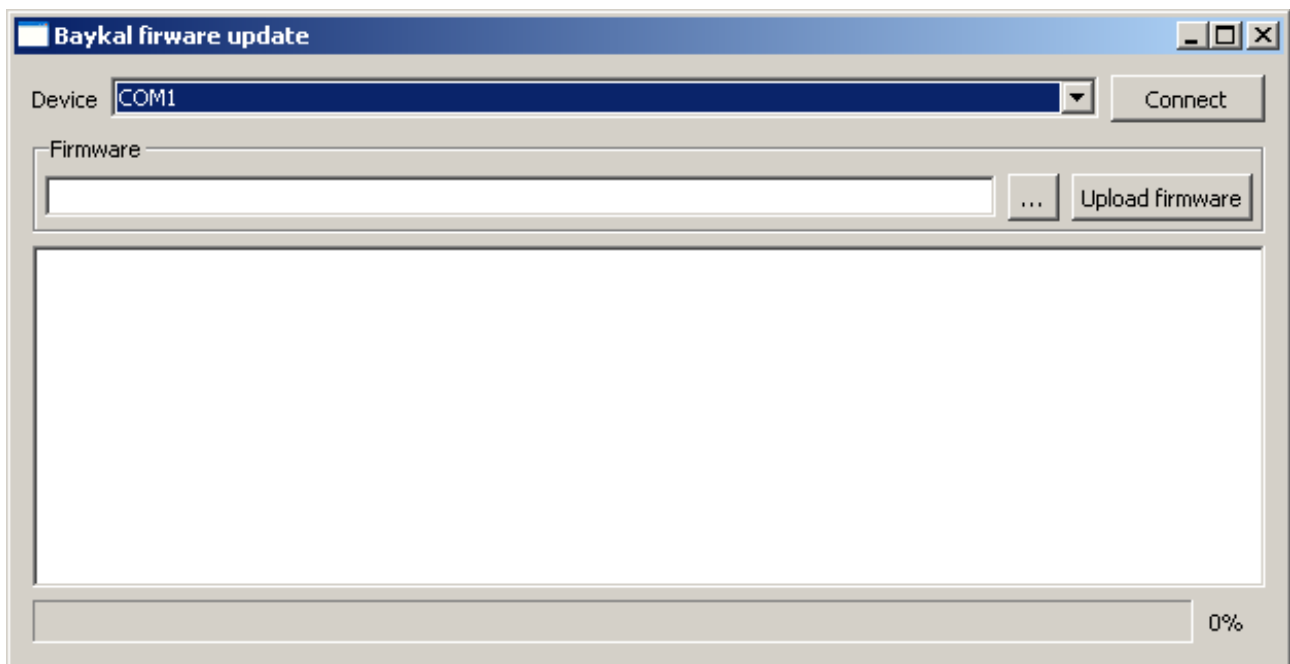 Baykal firware update
Device COM1 Connect
Firmware
... Upload firmware
0%